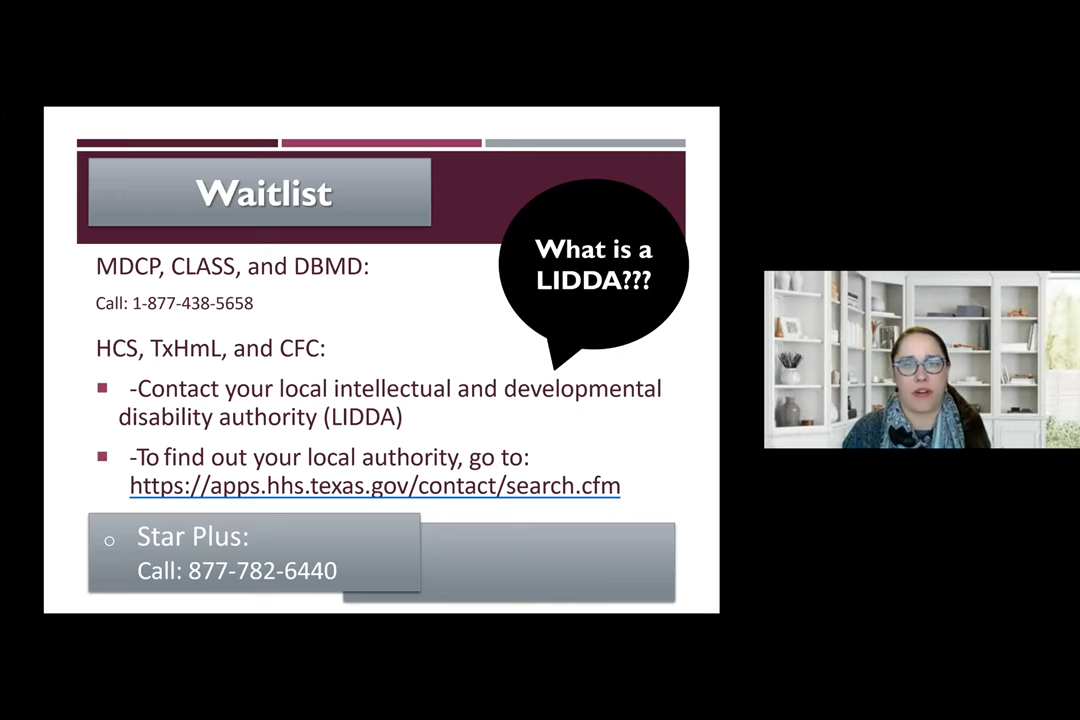 Waitlist
What is a
LIDDA???
MDCP, CLASS, and DBMD:
Call: 1-877-438-5658
HCS, TxHmL, and CFC:
-Contact your local intellectual and developmental
disability authority (LIDDA)
-To find out your local authority, go to:
https://apps.hhs.texas.gov/contact/search.cfm
Star Plus:
Call: 877-782-6440